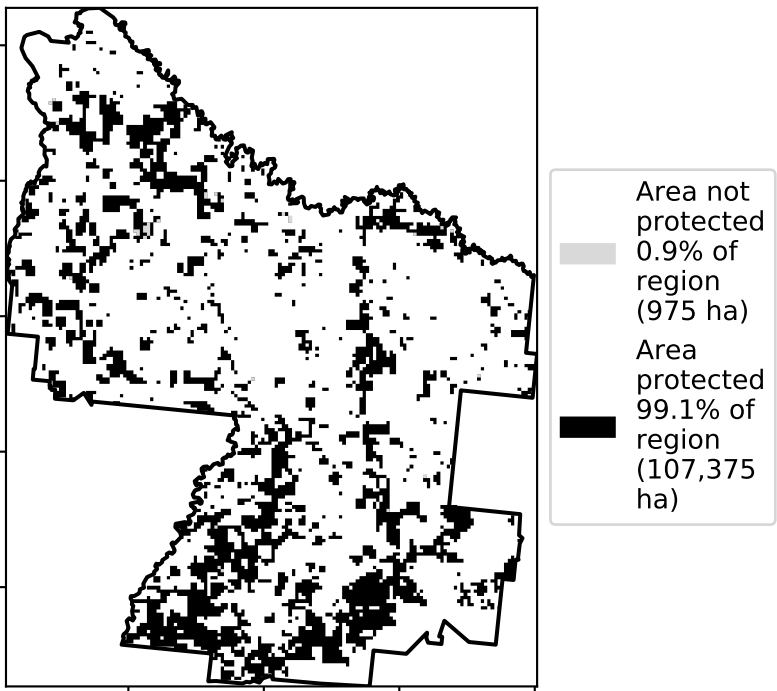 Area not
protected
0.9% of
region
(975 ha)
Area
protected
99.1% of
region
(107,375
ha)